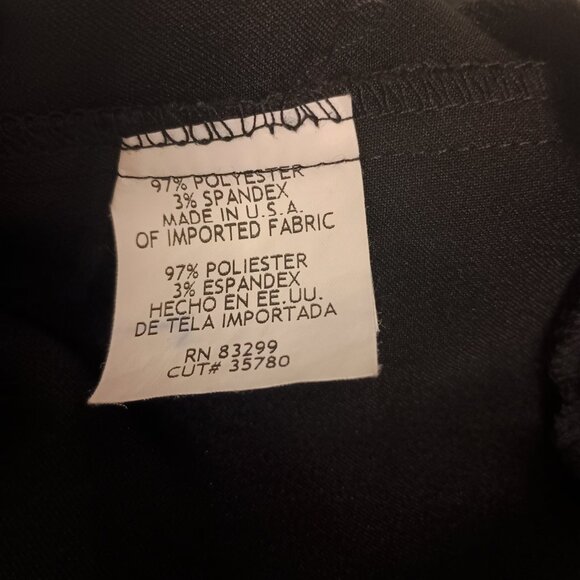 97% POLYESTER
3% SPANDEX
MADE IN U.S.A.
OF IMPORTED FABRIC
97% POLIESTER
3% ESPANDEX
HECHO EN EE.UU.
DE TELA IMPORTADA
RN 83299
CUT# 35780